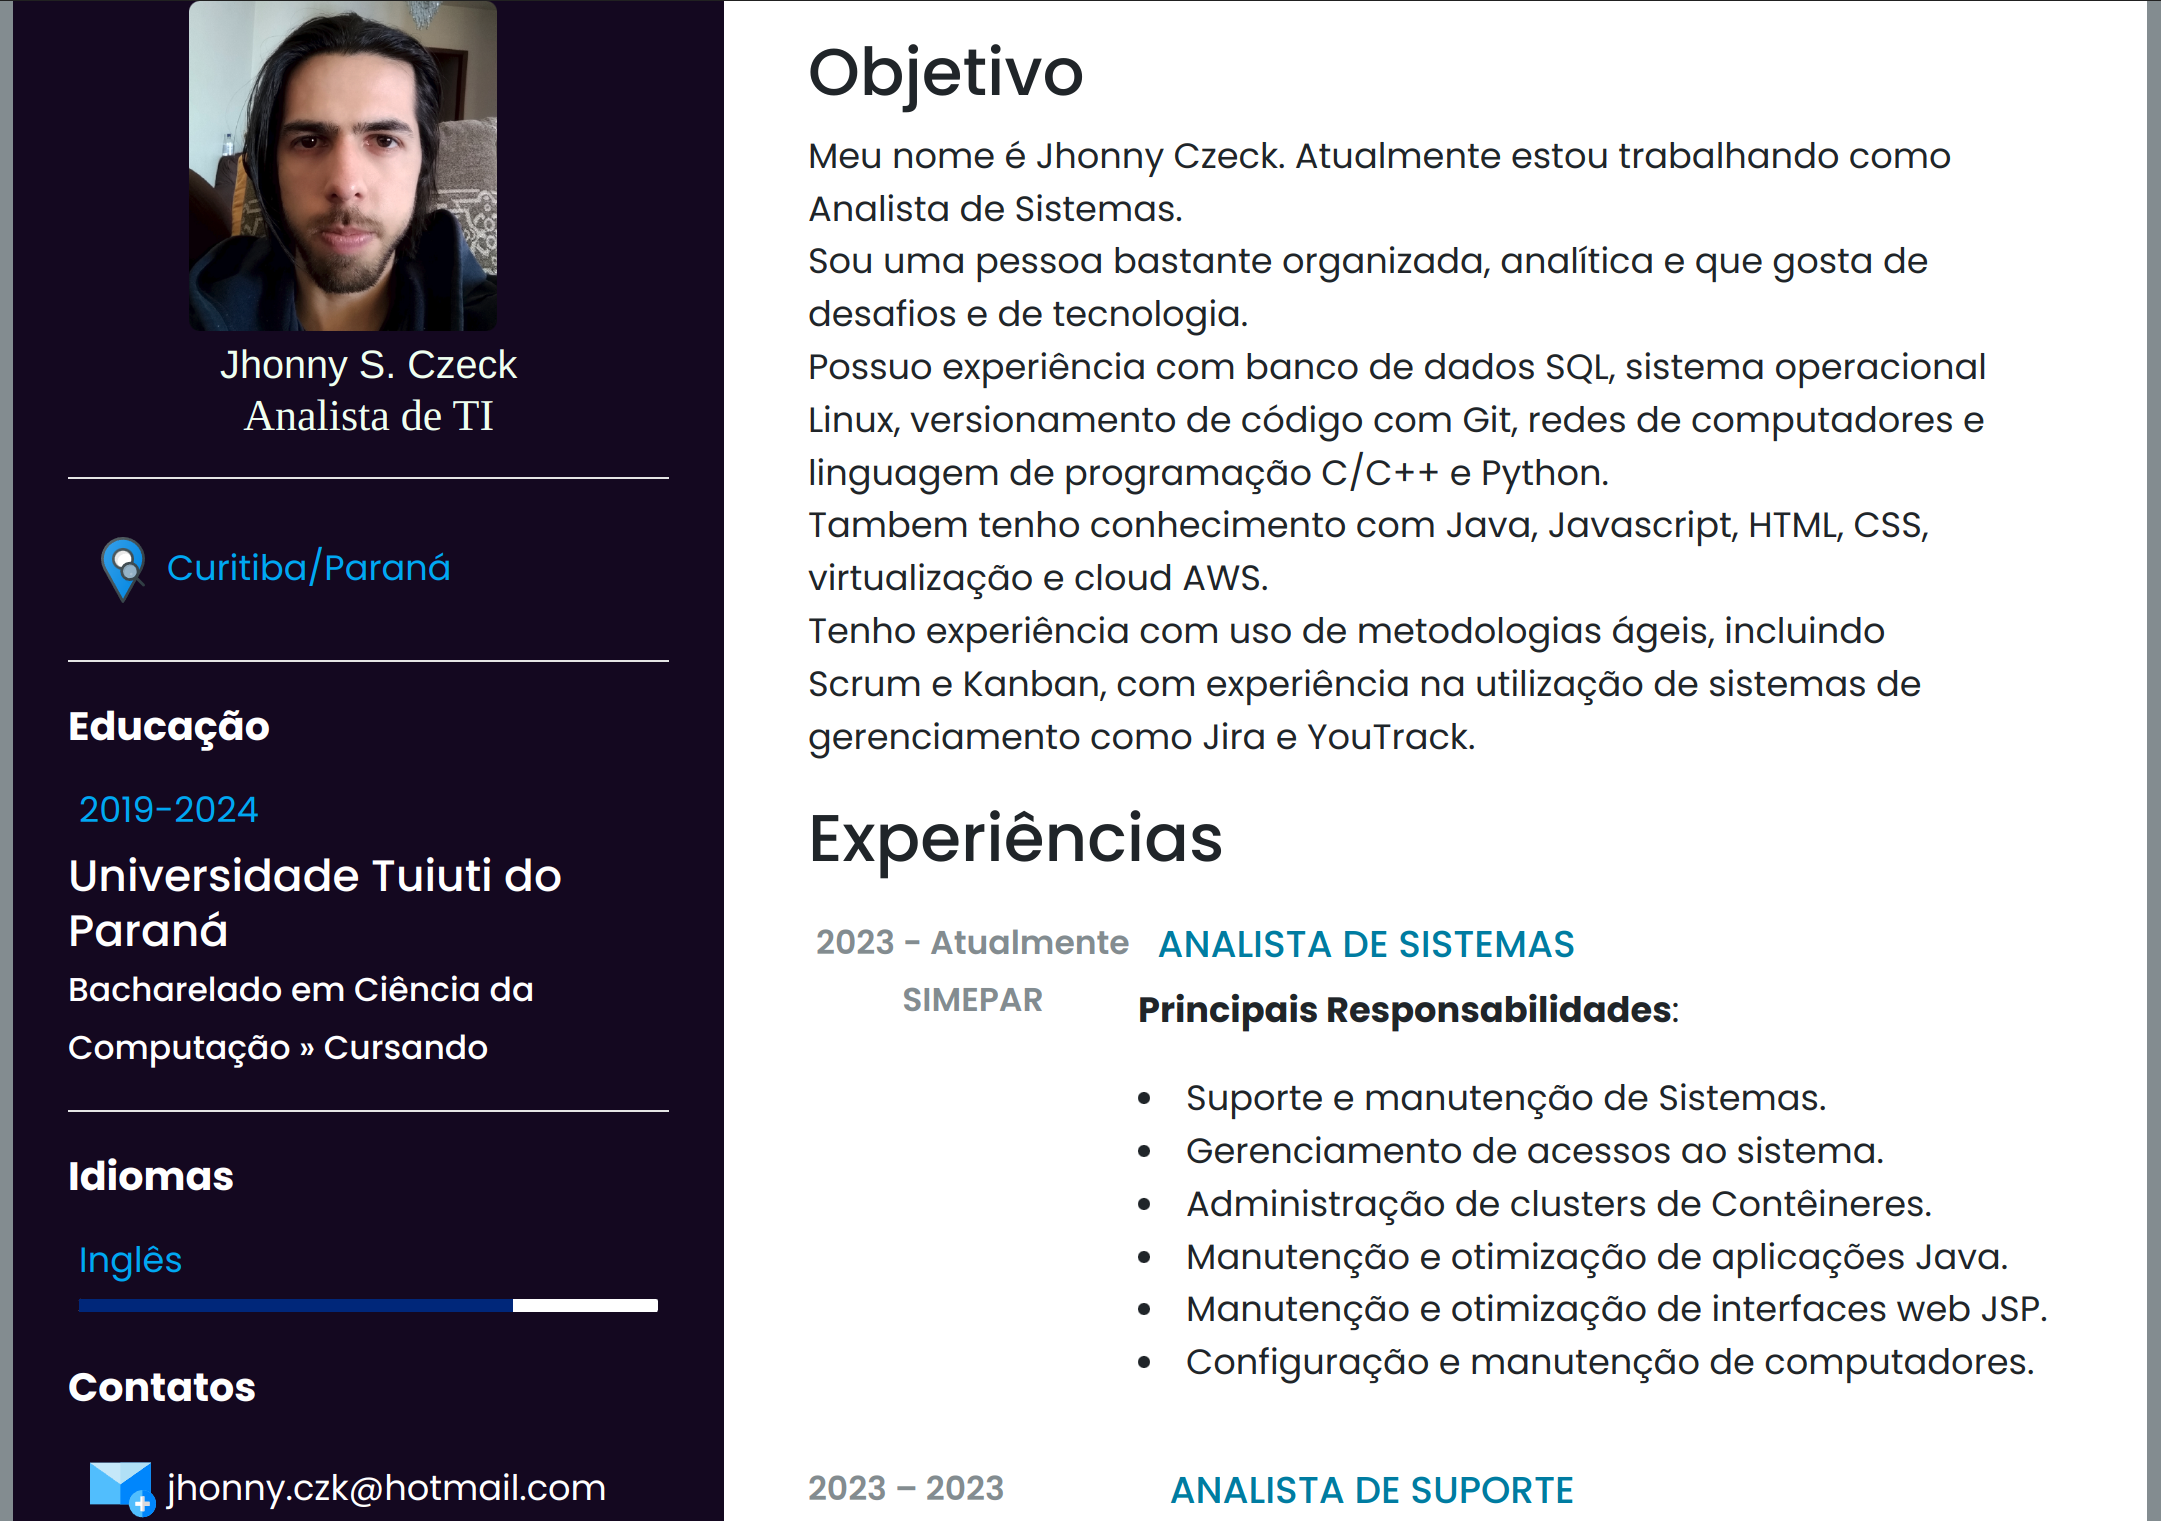 Jhonny S. Czeck
Analista de TI
Curitiba/Paraná
Educação
2019-2024
Universidade Tuiuti do
Paraná
Bacharelado em Ciência da
Computação » Cursando
Idiomas
Inglês
Contatos
jhonny.czk@hotmail.com
Objetivo
Meu nome é Jhonny Czeck. Atualmente estou trabalhando como
Analista de Sistemas.
Sou uma pessoa bastante organizada, analítica e que gosta de
desafios e de tecnologia.
Possuo experiência com banco de dados SQL, sistema operacional
Linux, versionamento de código com Git, redes de computadores e
linguagem de programação C/C++ e Python.
Tambem tenho conhecimento com Java, Javascript, HTML, CSS,
virtualização e cloud AWS.
Tenho experiência com uso de metodologias ágeis, incluindo
Scrum e Kanban, com experiência na utilização de sistemas de
gerenciamento como Jira e YouTrack.
Experiências
2023 - Atualmente
SIMEPAR
ANALISTA DE SISTEMAS
Principais Responsabilidades:
• Suporte e manutenção de Sistemas.
• Gerenciamento de acessos ao sistema.
• Administração de clusters de Contêineres.
• Manutenção e otimização de aplicações Java.
• Manutenção e otimização de interfaces web JSP.
• Configuração e manutenção de computadores.
2023 – 2023
ANALISTA DE SUPORTE